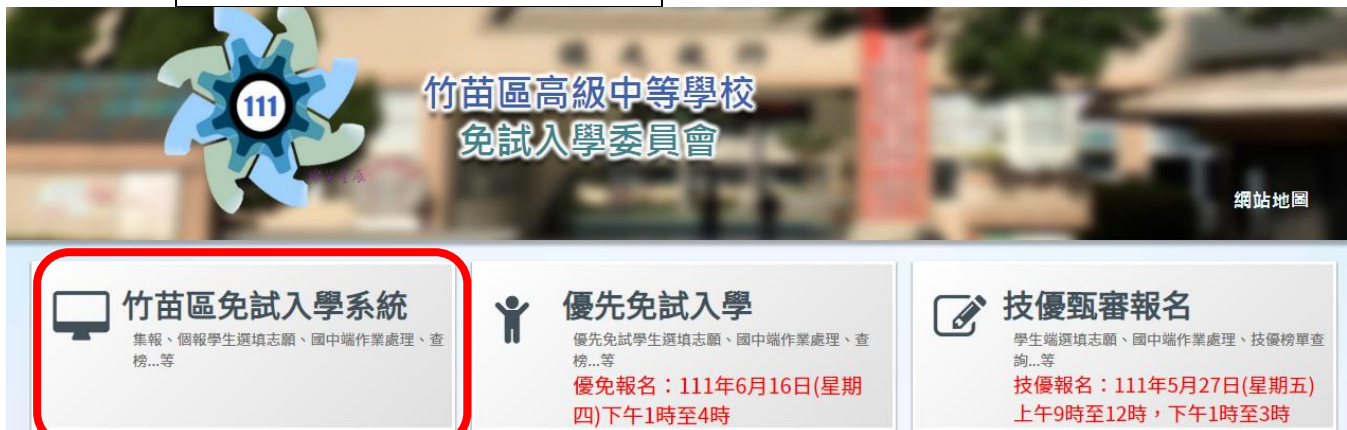 111
竹苗區高級中等學校
免試入學委員會
網站地圖
竹苗區免試入學系統
集報、個報學生選填志願、國中端作業處理、查
榜...等
優先免試入學
優先免試學生選填志願、國中端作業處理、查
榜...等
優免報名：111年6月16日(星期
四)下午1時至4時
技優甄審報名
學生端選填志願、國中端作業處理、技優榜單查
詢...等
技優報名：111年5月27日(星期五)
上午9時至12時，下午1時至3時